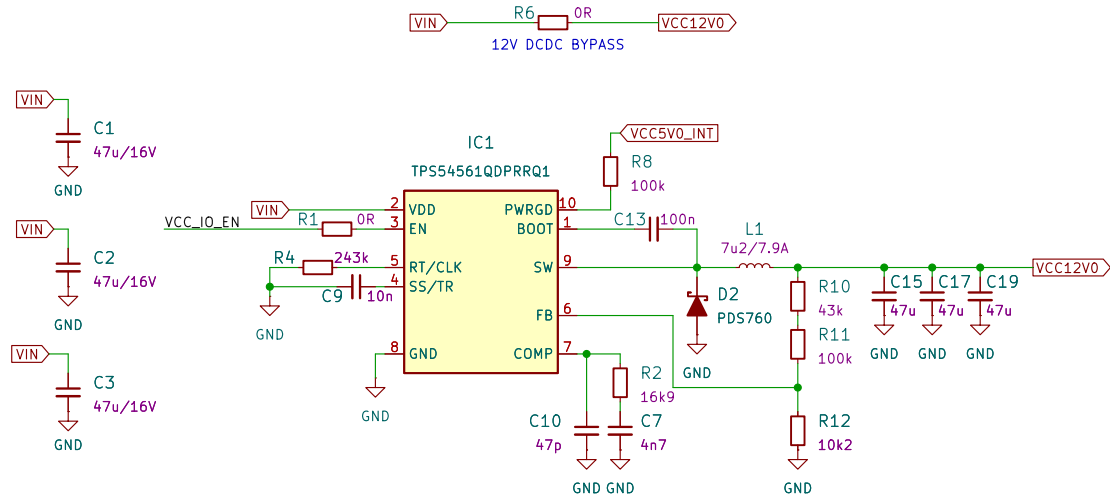 VIN R6 0R VCC12V0
12V DCDC BYPASS
VIN
C1
47u/16V
GND
VIN
C2
47u/16V
GND
VIN
C3
47u/16V
GND
IC1
TPS54561QDPRRQ1
VCC5V0_INT
R8
100k
VIN 2 VDD PWRGD 10
VCC_IO_EN R1 0R 3 EN BOOT 1 C13 100n
R4 243k 5 RT/CLK SW 9
C9 10n 4 SS/TR
GND
FB 6
8 GND COMP 7
GND
L1
7u2/7.9A
VCC12V0
D2
PDS760
GND
R10
43k
R11
100k
C15
47u
GND
C17
47u
GND
C19
47u
GND
R2
16k9
C10
47p
GND
C7
4n7
GND
R12
10k2
GND